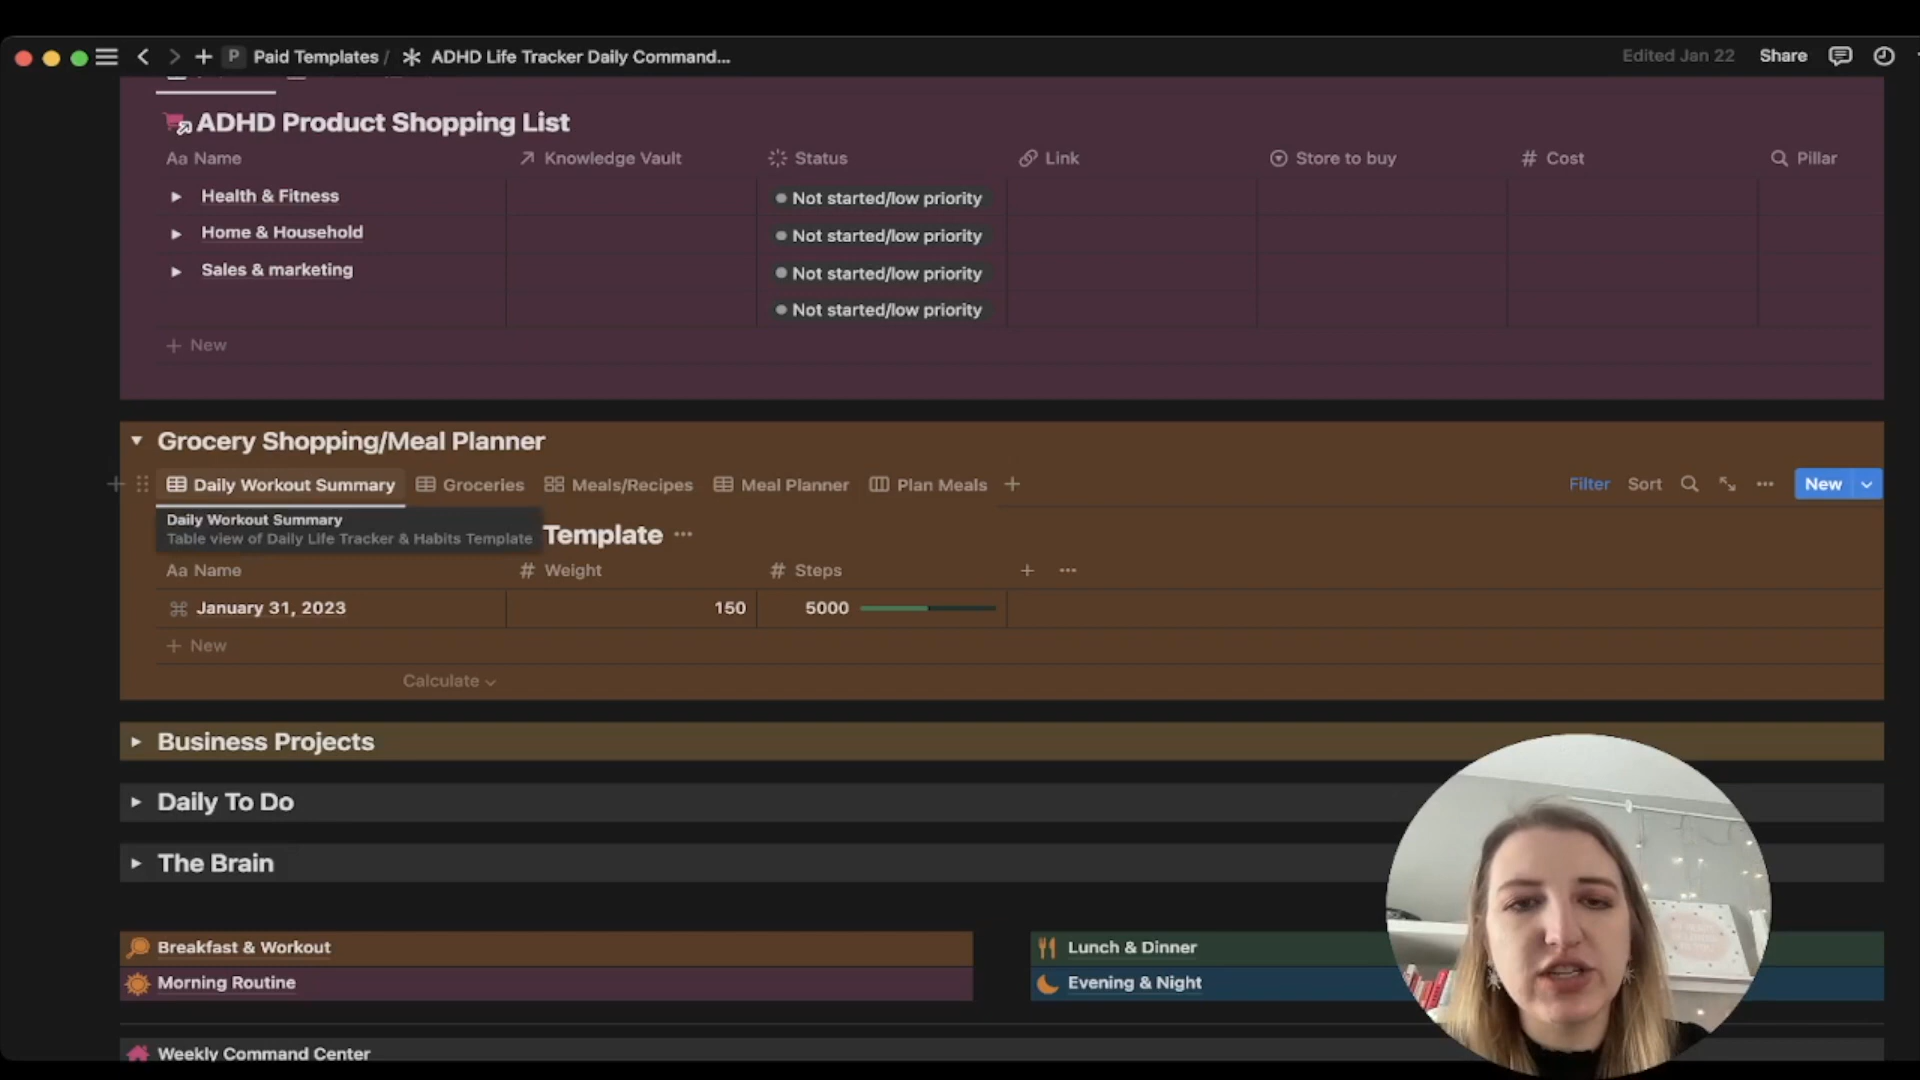 P Paid Templates / ADHD Life Tracker Daily Command... Edited Jan 22 Share
ADHD Product Shopping List
Aa Name Knowledge Vault Status Link Store to buy # Cost Pillar
Health & Fitness Not started/low priority
Home & Household Not started/low priority
Sales & marketing Not started/low priority
Not started/low priority
+ New
Grocery Shopping/Meal Planner
Daily Workout Summary Groceries Meals/Recipes Meal Planner Plan Meals + Filter Sort New
Daily Workout Summary
Table view of Daily Life Tracker & Habits Template
Template ...
Aa Name # Weight # Steps + ...
January 31, 2023 150 5000
+ New
Calculate
Business Projects
Daily To Do
The Brain
Breakfast & Workout Lunch & Dinner
Morning Routine Evening & Night
Weekly Command Center